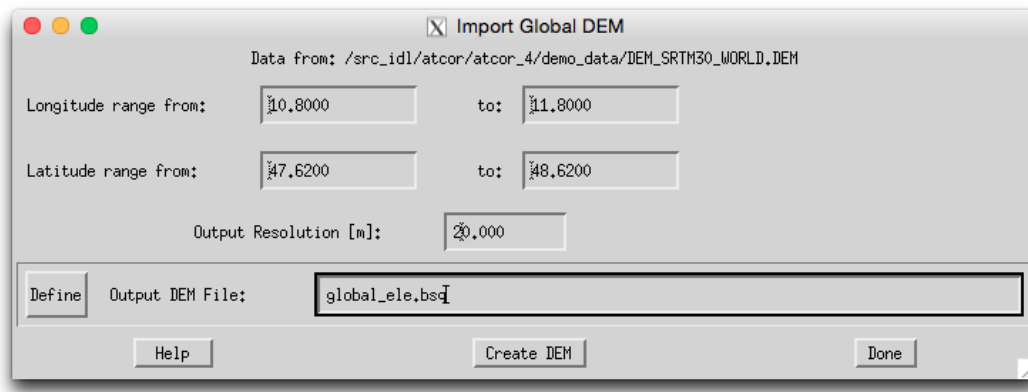 X Import Global DEM
Data from: /src_idl/atcor/atcor_4/demo_data/DEM_SRTM30_WORLD.DEM
Longitude range from: 10.8000 to: 11.8000
Latitude range from: 47.6200 to: 48.6200
Output Resolution [m]: 20.000
Define Output DEM File: global_ele.bsq
Help Create DEM Done